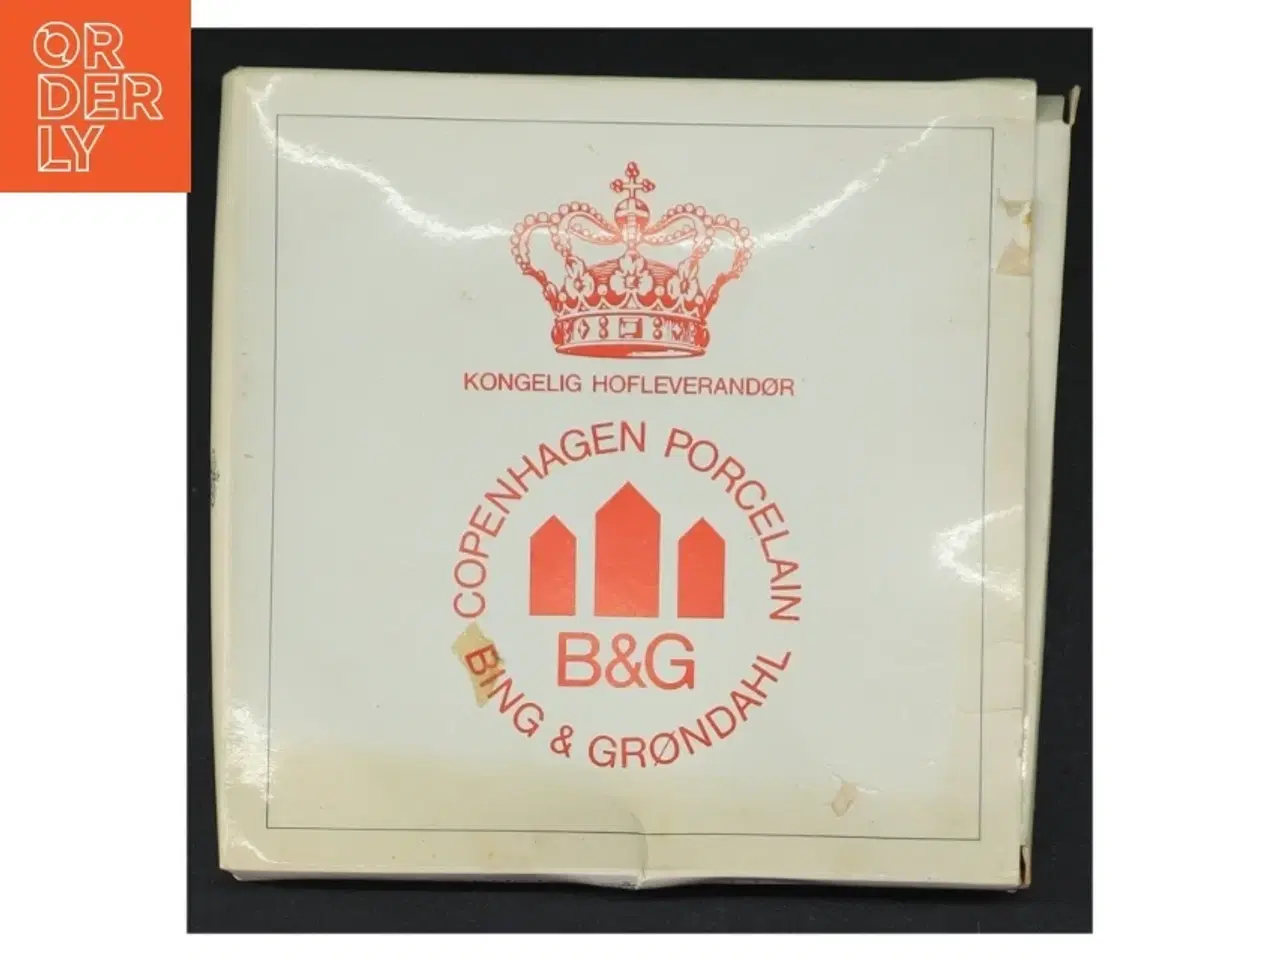 ORDERLY
KONGELIG HOFLEVERANDØR
COPENHAGEN PORCELAIN
B&G
BING & GRØNDAHL